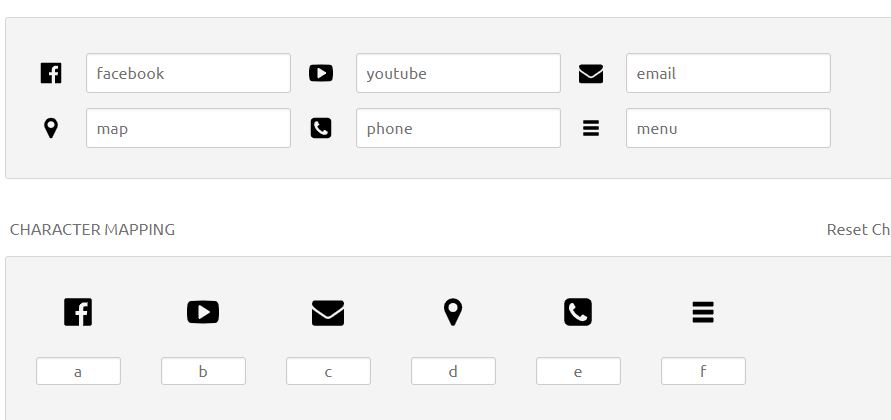 facebook youtube email
map phone menu
CHARACTER MAPPING Reset Ch
a b c d e f